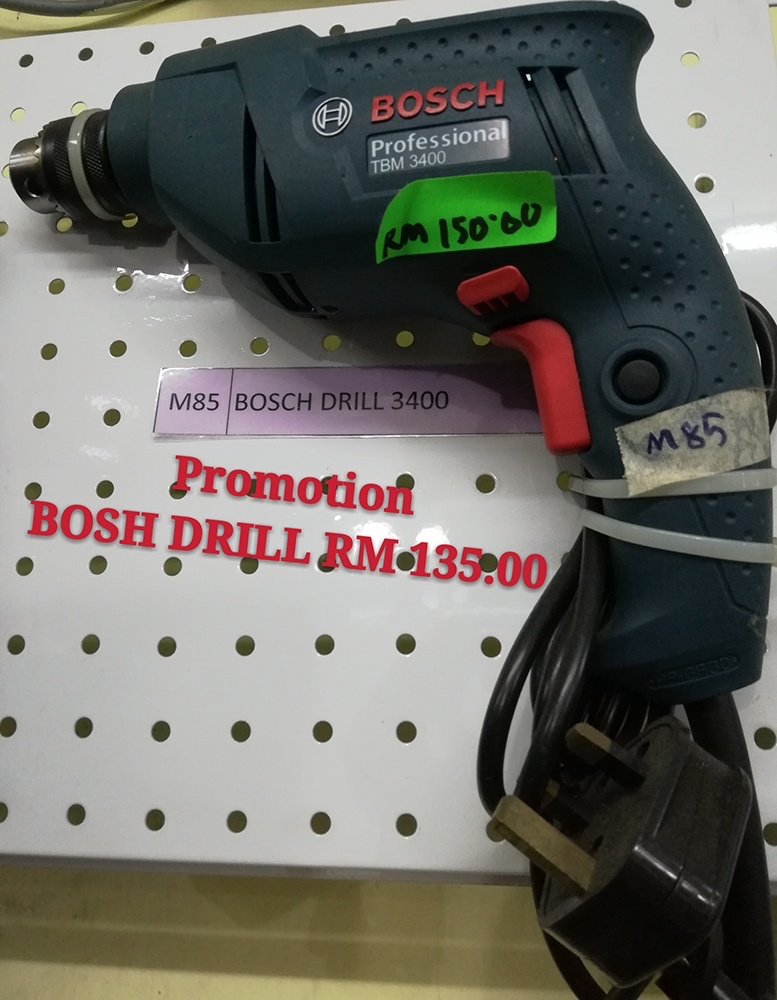 BOSCH
Professional
TBM 3400
RM 150.00
M85 BOSCH DRILL 3400
M85
Promotion
BOSH DRILL RM 135.00